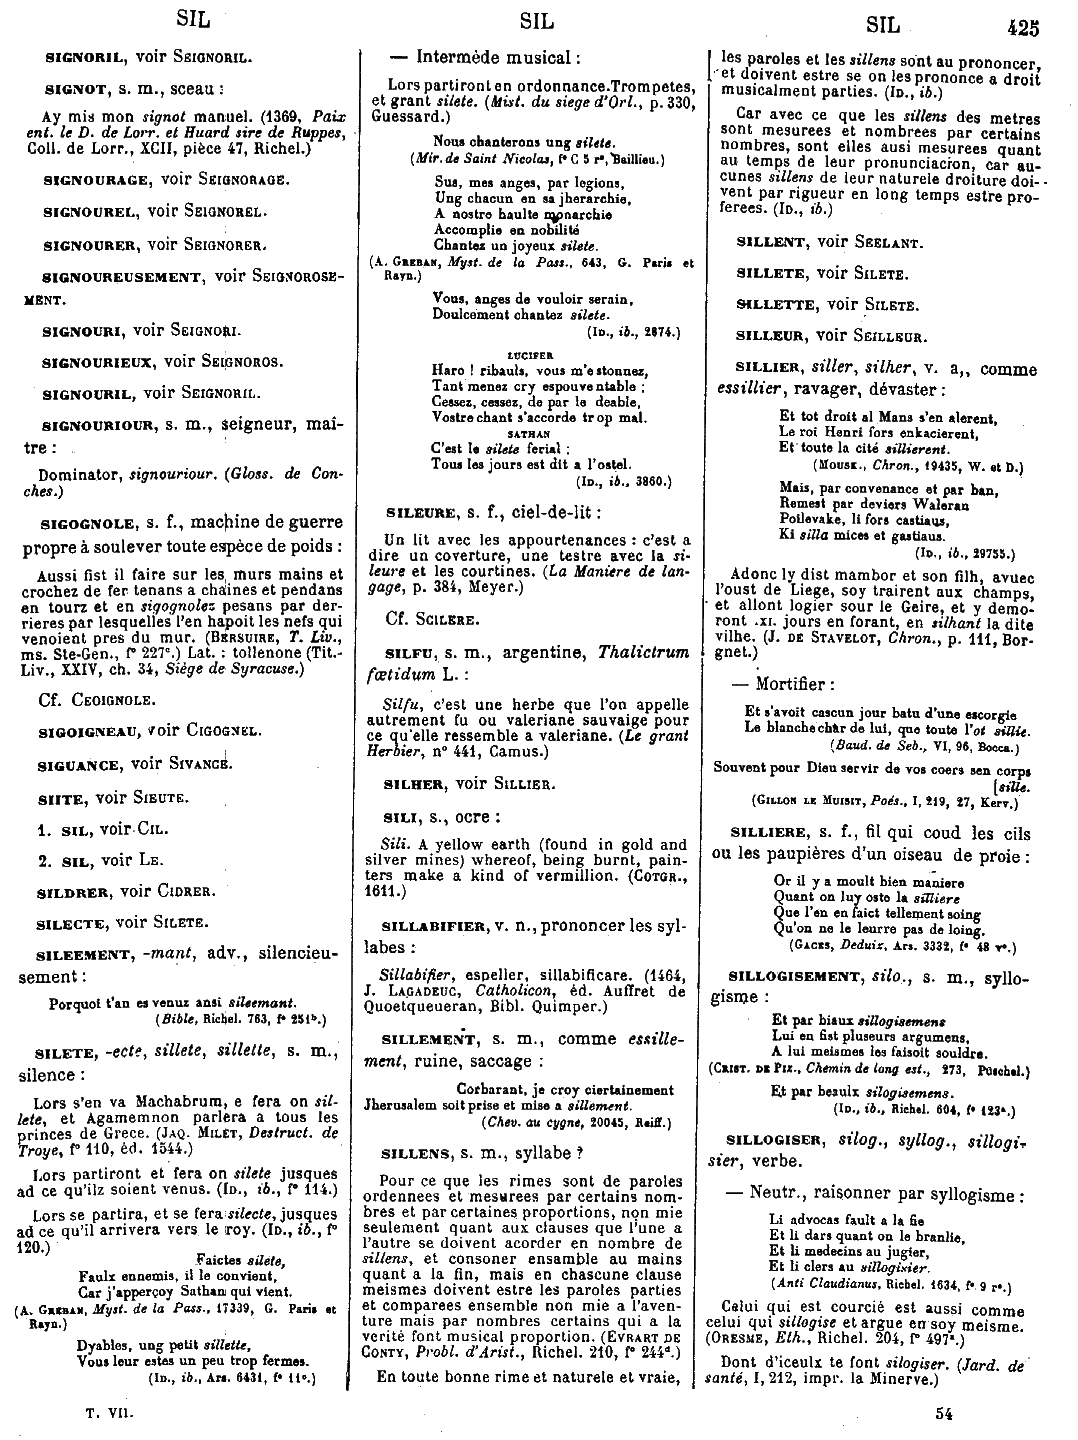 SIL
SIL
SIL
425
SIGNORIL, voir SEIGNORIL.
SIGNOT, s. m., sceau :
Ay mis mon signot manuel. (1369, Paix
ent. le D. de Lorr. et Huard sire de Ruppes,
Coll. de Lorr., XCII, pièce 47, Richel.)
SIGNOURAGE, voir SEIGNORAGE.
SIGNOUREL, voir SEIGNOREL.
SIGNOURER, voir SEIGNORER.
SIGNOUREUSEMENT, voir SEIGNOROSE-
MENT.
SIGNOURI, voir SEIGNORI.
SIGNOURIEUX, voir SEIGNOROS.
SIGNOURIL, voir SEIGNORIL.
SIGNOURIOUR, s. m., seigneur, maî-
tre :
Dominator, signouriour. (Gloss. de Con-
ches.)
SIGOGNOLE, s. f., machine de guerre
propre à soulever toute espèce de poids :
Aussi fist il faire sur les murs mains et
crochez de fer tenans a chaines et pendans
en tourz et en sigognolez pesans par der-
rieres par lesquelles l'en hapoit les nefs qui
venoient pres du mur. (BERSUIRE, T. Liv.,
ms. Ste-Gen., f° 227c.) Lat. : tollenone (Tit.-
Liv., XXIV, ch. 34, Siège de Syracuse.)
Cf. CEOIGNOLE.
SIGOIGNEAU, voir CIGOGNEL.
SIGUANCE, voir SIVANCE.
SIITE, voir SIEUTE.
1. SIL, voir CIL.
2. SIL, voir LE.
SILDRER, voir CIDRER.
SILECTE, voir SILETE.
SILEEMENT, -mant, adv., silencieu-
sement :
Porquoi t'an es venuz ansi sileemant.
(Bible, Richel. 763, f° 251b.)
SILETE, -ecte, sillete, sillette, s. m.,
silence :
Lors s'en va Machabrum, e fera on sil-
lete, et Agamemnon parlera a tous les
princes de Grece. (JAQ. MILET, Destruct. de
Troye, f° 110, éd. 1544.)
Lors partiront et fera on silete jusques
ad ce qu'ilz soient venus. (ID., ib., f° 114.)
Lors se partira, et se fera silecte, jusques
ad ce qu'il arrivera vers le roy. (ID., ib., f°
120.)
Faictes silete,
Faulx ennemis, il le convient,
Car j'apperçoy Sathan qui vient.
(A. GREBAN, Myst. de la Pass., 17339, G. Paris et
Rayn.)
Dyables, ung petit sillette,
Vous leur estes un peu trop fermes.
(ID., ib., Ars. 6431, f° 11c.)
— Intermède musical :
Lors partiront en ordonnance. Trompetes,
et grant silete. (Mist. du siege d'Orl., p. 330,
Guessard.)
Nous chanterons ung silete.
(Mir. de Saint Nicolas, f° C 5 r°, Baillieu.)
Sus, mes anges, par legions,
Ung chacun en sa jherarchie,
A nostre haulte monarchie
Accomplie en nobilité
Chantez un joyeux silete.
(A. GREBAN, Myst. de la Pass., 643, G. Paris et
Rayn.)
Vous, anges de vouloir serain,
Doulcement chantez silete.
(ID., ib., 2874.)
LUCIFER
Haro ! ribauls, vous m'estonnez,
Tant menez cry espouventable ;
Cessez, cessez, de par le deable,
Vostre chant s'accorde trop mal.
SATHAN
C'est le silete ferial ;
Tous les jours est dit a l'ostel.
(ID., ib., 3860.)
SILEURE, s. f., ciel-de-lit :
Un lit avec les appourtenances : c'est a
dire un coverture, une testre avec la si-
leure et les courtines. (La Maniere de lan-
gage, p. 384, Meyer.)
Cf. SCILERE.
SILFU, s. m., argentine, Thalictrum
fœtidum L. :
Silfu, c'est une herbe que l'on appelle
autrement fu ou valeriane sauvaige pour
ce qu'elle ressemble a valeriane. (Le grant
Herbier, n° 441, Camus.)
SILHER, voir SILLIER.
SILI, s., ocre :
Sili. A yellow earth (found in gold and
silver mines) whereof, being burnt, pain-
ters make a kind of vermillion. (COTGR.,
1611.)
SILLABIFIER, v. n., prononcer les syl-
labes :
Sillabifier, espeller, sillabificare. (1464,
J. LAGADEUC, Catholicon, éd. Auffret de
Quoetqueueran, Bibl. Quimper.)
SILLEMENT, s. m., comme essille-
ment, ruine, saccage :
Corbarant, je croy ciertainement
Jherusalem soit prise et mise a sillement.
(Chev. au cygne, 20045, Reiff.)
SILLENS, s. m., syllabe ?
Pour ce que les rimes sont de paroles
ordennees et mesurees par certains nom-
bres et par certaines proportions, non mie
seulement quant aux clauses que l'une a
l'autre se doivent acorder en nombre de
sillens, et consoner ensamble au mains
quant a la fin, mais en chascune clause
meismes doivent estre les paroles parties
et comparees ensemble non mie a l'aven-
ture mais par nombres certains qui a la
verité font musical proportion. (EVRART DE
CONTY, Probl. d'Arist., Richel. 210, f° 244d.)
En toute bonne rime et naturele et vraie,
les paroles et les sillens sont au prononcer,
et doivent estre se on les prononce a droit
musicalment parties. (ID., ib.)
Car avec ce que les sillens des metres
sont mesurees et nombrees par certains
nombres, sont elles ausi mesurees quant
au temps de leur pronunciacion, car au-
cunes sillens de leur naturele droiture doi-
vent par rigueur en long temps estre pro-
ferees. (ID., ib.)
SILLENT, voir SEELANT.
SILLETE, voir SILETE.
SILLETTE, voir SILETE.
SILLEUR, voir SEILLEUR.
SILLIER, siller, silher, v. a,, comme
essillier, ravager, dévaster :
Et tot droit al Mans s'en alerent,
Le roi Henri fors enkacierent,
Et toute la cité sillierent.
(MOUSK., Chron., 19435, W. et D.)
Mais, par convenance et par ban,
Remest par deviers Waleran
Poilevake, li fors castiaus,
Ki silla mices et gastiaus.
(ID., ib., 29755.)
Adonc ly dist mambor et son filh, avuec
l'oust de Liege, soy trairent aux champs,
et allont logier sour le Geire, et y demo-
ront .XI. jours en forant, en silhant la dite
vilhe. (J. DE STAVELOT, Chron., p. 111, Bor-
gnet.)
— Mortifier :
Et s'avoit cascun jour batu d'une escorgie
Le blanche char de lui, que toute l'ot sillie.
(Baud. de Seb., VI, 96, Bocca.)
Souvent pour Dieu servir de vos coers sen corps
[sille.
(GILLON LE MUISIT, Poés., I, 219, 27, Kerv.)
SILLIERE, s. f., fil qui coud les cils
ou les paupières d'un oiseau de proie :
Or il y a moult bien maniere
Quant on luy oste la silliere
Que l'en en faict tellement soing
Qu'on ne le leurre pas de loing.
(GACES, Deduiz, Ars. 3332, f° 48 v°.)
SILLOGISEMENT, silo., s. m., syllo-
gisme :
Et par biaux sillogisemens
Lui en fist pluseurs argumens,
A lui meismes les faisoit souldre.
(CRIST. DE PIZ., Chemin de long est., 273, Püschel.)
Et par beaulx silogisemens.
(ID., ib., Richel. 604, f° 123a.)
SILLOGISER, silog., syllog., sillogi-
sier, verbe.
— Neutr., raisonner par syllogisme :
Li advocas fault a la fie
Et li dars quant on le branlie,
Et li medecins au jugier,
Et li clers au sillogisier.
(Anti Claudianus, Richel. 1634, f° 9 r°.)
Celui qui est courcié est aussi comme
celui qui sillogise et argue en soy meisme.
(ORESME, Eth., Richel. 204, f° 497a.)
Dont d'iceulx te font silogiser. (Jard. de
santé, I, 212, impr. la Minerve.)
T. VII.
54